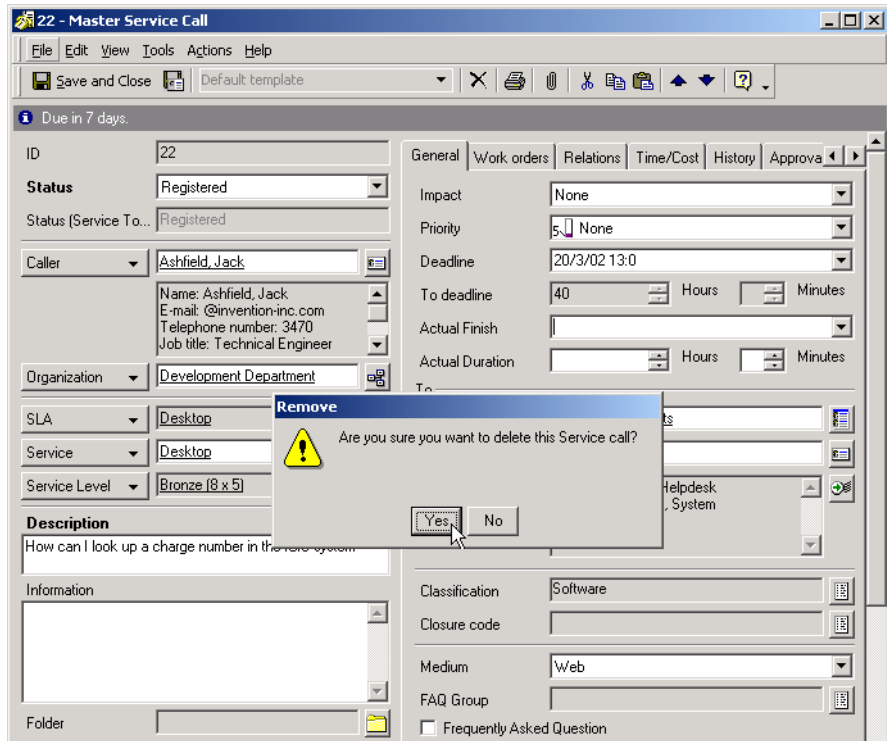 22 - Master Service Call
File Edit View Tools Actions Help
Save and Close Default template
Due in 7 days.
ID 22
Status Registered
Status (Service To... Registered
Caller Ashfield, Jack
Name: Ashfield, Jack
E-mail: @invention-inc.com
Telephone number: 3470
Job title: Technical Engineer
Organization Development Department
SLA Desktop
Service Desktop
Service Level Bronze (8 x 5)
Description
How can I look up a charge number in the
Information
Folder
General Work orders Relations Time/Cost History Approva
Impact None
Priority 5 None
Deadline 20/3/02 13:0
To deadline 40 Hours Minutes
Actual Finish
Actual Duration Hours Minutes
To
ts
Helpdesk
, System
Classification Software
Closure code
Medium Web
FAQ Group
Frequently Asked Question
Remove
Are you sure you want to delete this Service call?
Yes No